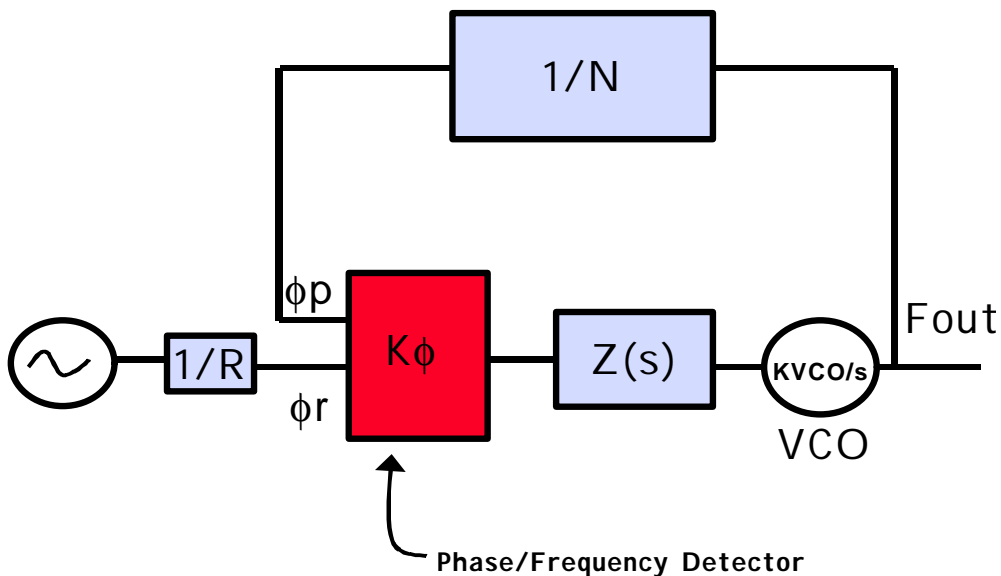 1/N
ϕp
Fout
1/R
Kϕ
Z(s)
KVCO/s
ϕr
VCO
Phase/Frequency Detector